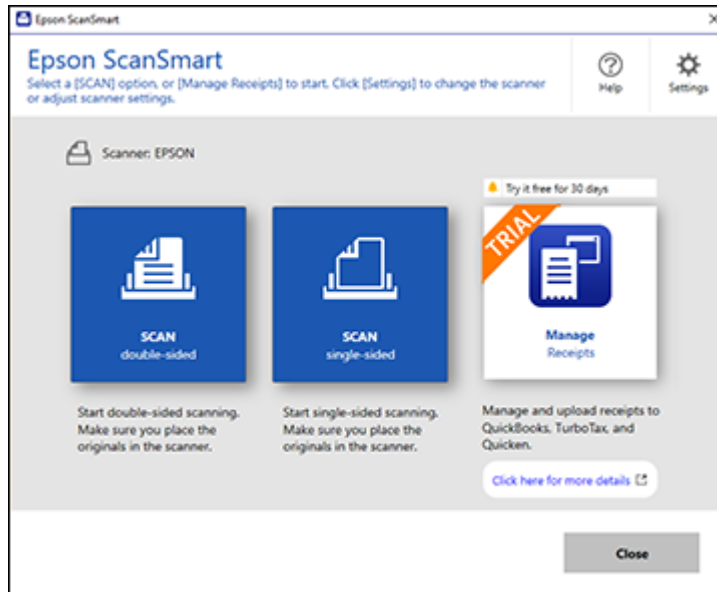 Epson ScanSmart
Epson ScanSmart
Select a [SCAN] option, or [Manage Receipts] to start. Click [Settings] to change the scanner
or adjust scanner settings.
Help
Settings
Scanner: EPSON
Try it free for 30 days
TRIAL
SCAN
double-sided
SCAN
single-sided
Manage
Receipts
Start double-sided scanning.
Make sure you place the
originals in the scanner.
Start single-sided scanning.
Make sure you place the
originals in the scanner.
Manage and upload receipts to
QuickBooks, TurboTax, and
Quicken.
Click here for more details
Close